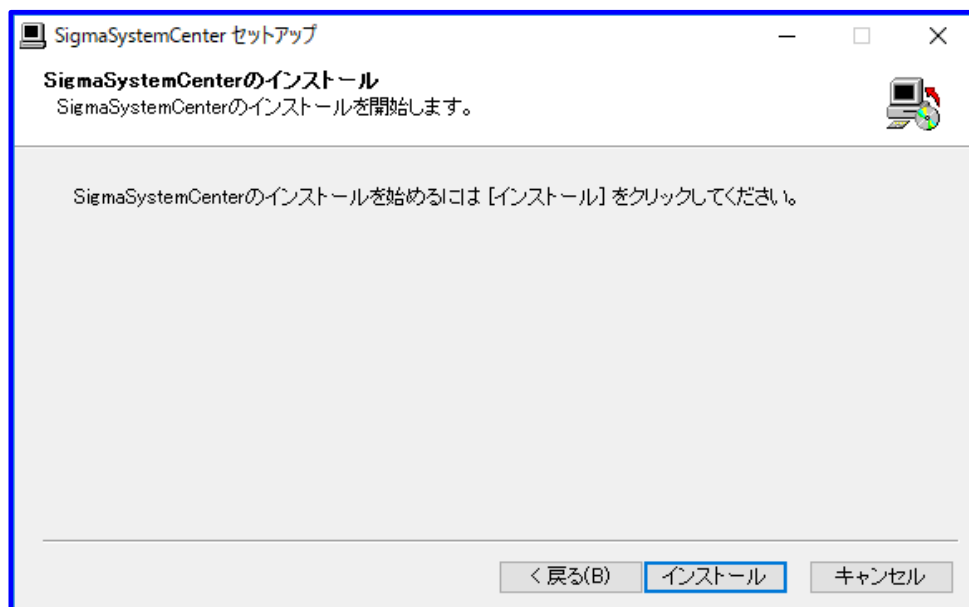 SigmaSystemCenter セットアップ
SigmaSystemCenterのインストール
SigmaSystemCenterのインストールを開始します。
SigmaSystemCenterのインストールを始めるには [インストール] をクリックしてください。
< 戻る(B)
インストール
キャンセル